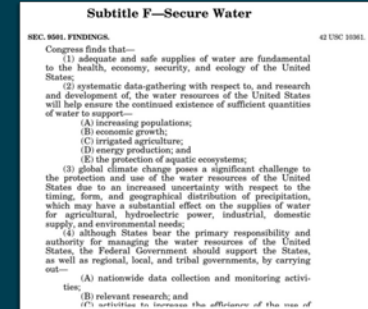 Subtitle F—Secure Water
SEC. 9501. FINDINGS.
42 USC 10361.
Congress finds that—
(1) adequate and safe supplies of water are fundamental
to the health, economy, security, and ecology of the United
States;
(2) systematic data-gathering with respect to, and research
and development of, the water resources of the United States
will help ensure the continued existence of sufficient quantities
of water to support—
(A) increasing populations;
(B) economic growth;
(C) irrigated agriculture;
(D) energy production; and
(E) the protection of aquatic ecosystems;
(3) global climate change poses a significant challenge to
the protection and use of the water resources of the United
States due to an increased uncertainty with respect to the
timing, form, and geographical distribution of precipitation,
which may have a substantial effect on the supplies of water
for agricultural, hydroelectric power, industrial, domestic
supply, and environmental needs;
(4) although States bear the primary responsibility and
authority for managing the water resources of the United
States, the Federal Government should support the States,
as well as regional, local, and tribal governments, by carrying
out—
(A) nationwide data collection and monitoring activi-
ties;
(B) relevant research; and
(C) activities to increase the efficiency of the use of